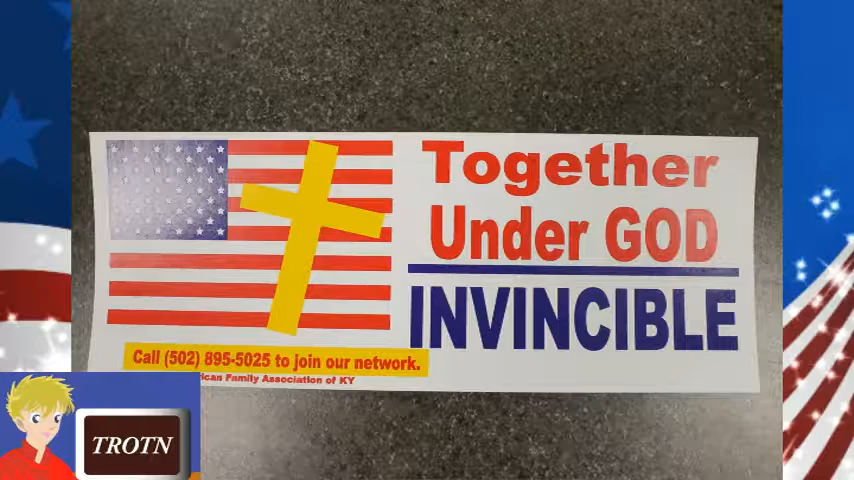 Together
Under GOD
INVINCIBLE
Call (502) 895-5025 to join our network.
Family Association of KY
TROTN